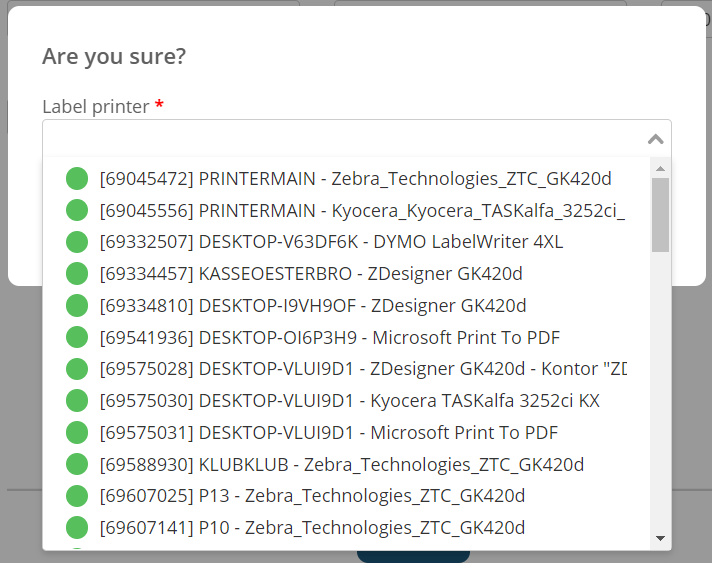 Are you sure?
Label printer *
[69045472] PRINTERMAIN - Zebra_Technologies_ZTC_GK420d
[69045556] PRINTERMAIN - Kyocera_Kyocera_TASKalfa_3252ci_
[69332507] DESKTOP-V63DF6K - DYMO LabelWriter 4XL
[69334457] KASSEOESTERBRO - ZDesigner GK420d
[69334810] DESKTOP-I9VH9OF - ZDesigner GK420d
[69541936] DESKTOP-OI6P3H9 - Microsoft Print To PDF
[69575028] DESKTOP-VLUI9D1 - ZDesigner GK420d - Kontor "ZD
[69575030] DESKTOP-VLUI9D1 - Kyocera TASKalfa 3252ci KX
[69575031] DESKTOP-VLUI9D1 - Microsoft Print To PDF
[69588930] KLUBKLUB - Zebra_Technologies_ZTC_GK420d
[69607025] P13 - Zebra_Technologies_ZTC_GK420d
[69607141] P10 - Zebra_Technologies_ZTC_GK420d